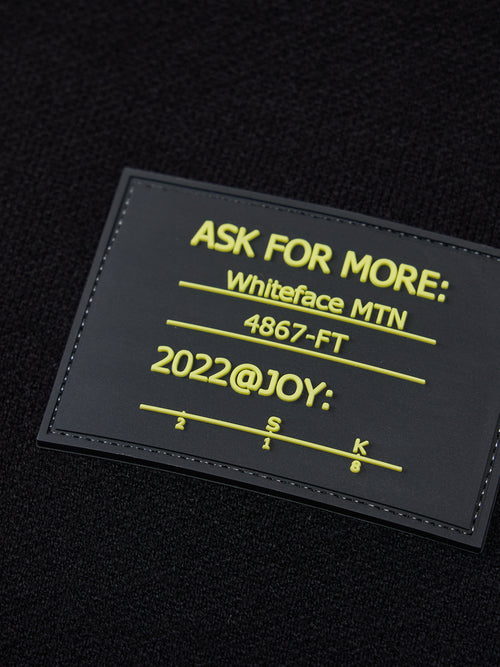 ASK FOR MORE:
Whiteface MTN
4867-FT
2022@JOY:
S K
2 1 8